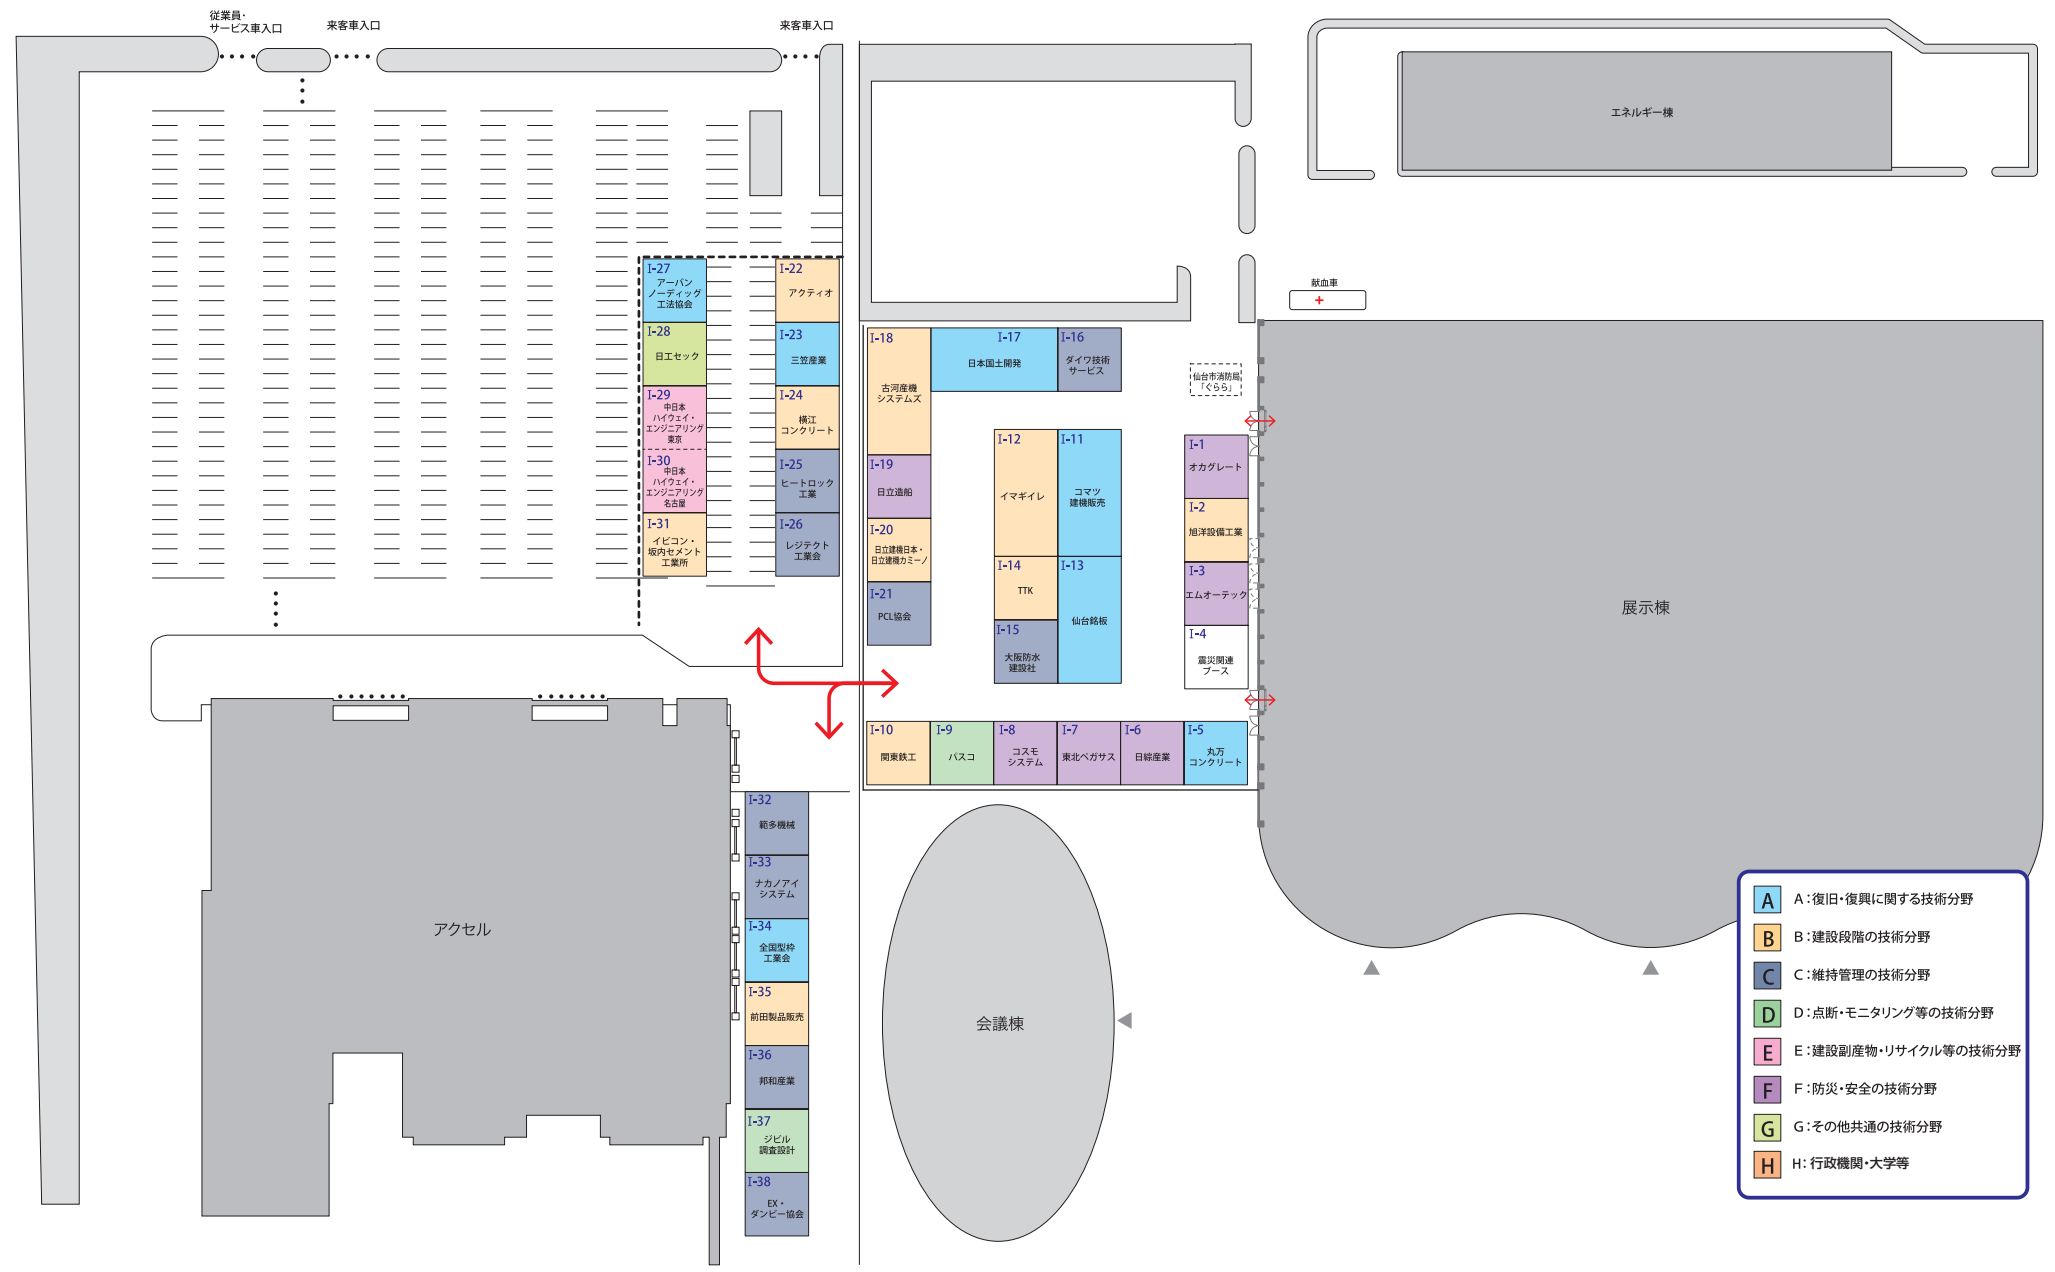 従業員・
サービス車入口
来客車入口
来客車入口
エネルギー棟
献血車
仙台市消防局
「ぐらら」
I-27
アーバン
ノーディッグ
工法協会
I-28
日工セック
I-29
中日本
ハイウェイ・
エンジニアリング
東京
I-30
中日本
ハイウェイ・
エンジニアリング
名古屋
I-31
イビコン・
坂内セメント
工業所
I-22
アクティオ
I-23
三笠産業
I-24
横江
コンクリート
I-25
ヒートロック
工業
I-26
レジテクト
工業会
I-18
古河産機
システムズ
I-17
日本国土開発
I-16
ダイワ技術
サービス
I-19
日立造船
I-20
日立建機日本・
日立建機カミーノ
I-21
PCL協会
I-12
イマギイレ
I-11
コマツ
建機販売
I-14
TTK
I-13
仙台銘板
I-15
大阪防水
建設社
I-1
オカグレート
I-2
旭洋設備工業
I-3
エムオーテック
I-4
震災関連
ブース
I-10
関東鉄工
I-9
パスコ
I-8
コスモ
システム
I-7
東北ペガサス
I-6
日綜産業
I-5
丸万
コンクリート
展示棟
I-32
範多機械
I-33
ナカノアイ
システム
I-34
全国型枠
工業会
I-35
前田製品販売
I-36
邦和産業
I-37
ジビル
調査設計
I-38
EX・
ダンビー協会
アクセル
会議棟
A A：復旧・復興に関する技術分野
B B：建設段階の技術分野
C C：維持管理の技術分野
D D：点断・モニタリング等の技術分野
E E：建設副産物・リサイクル等の技術分野
F F：防災・安全の技術分野
G G：その他共通の技術分野
H H：行政機関・大学等